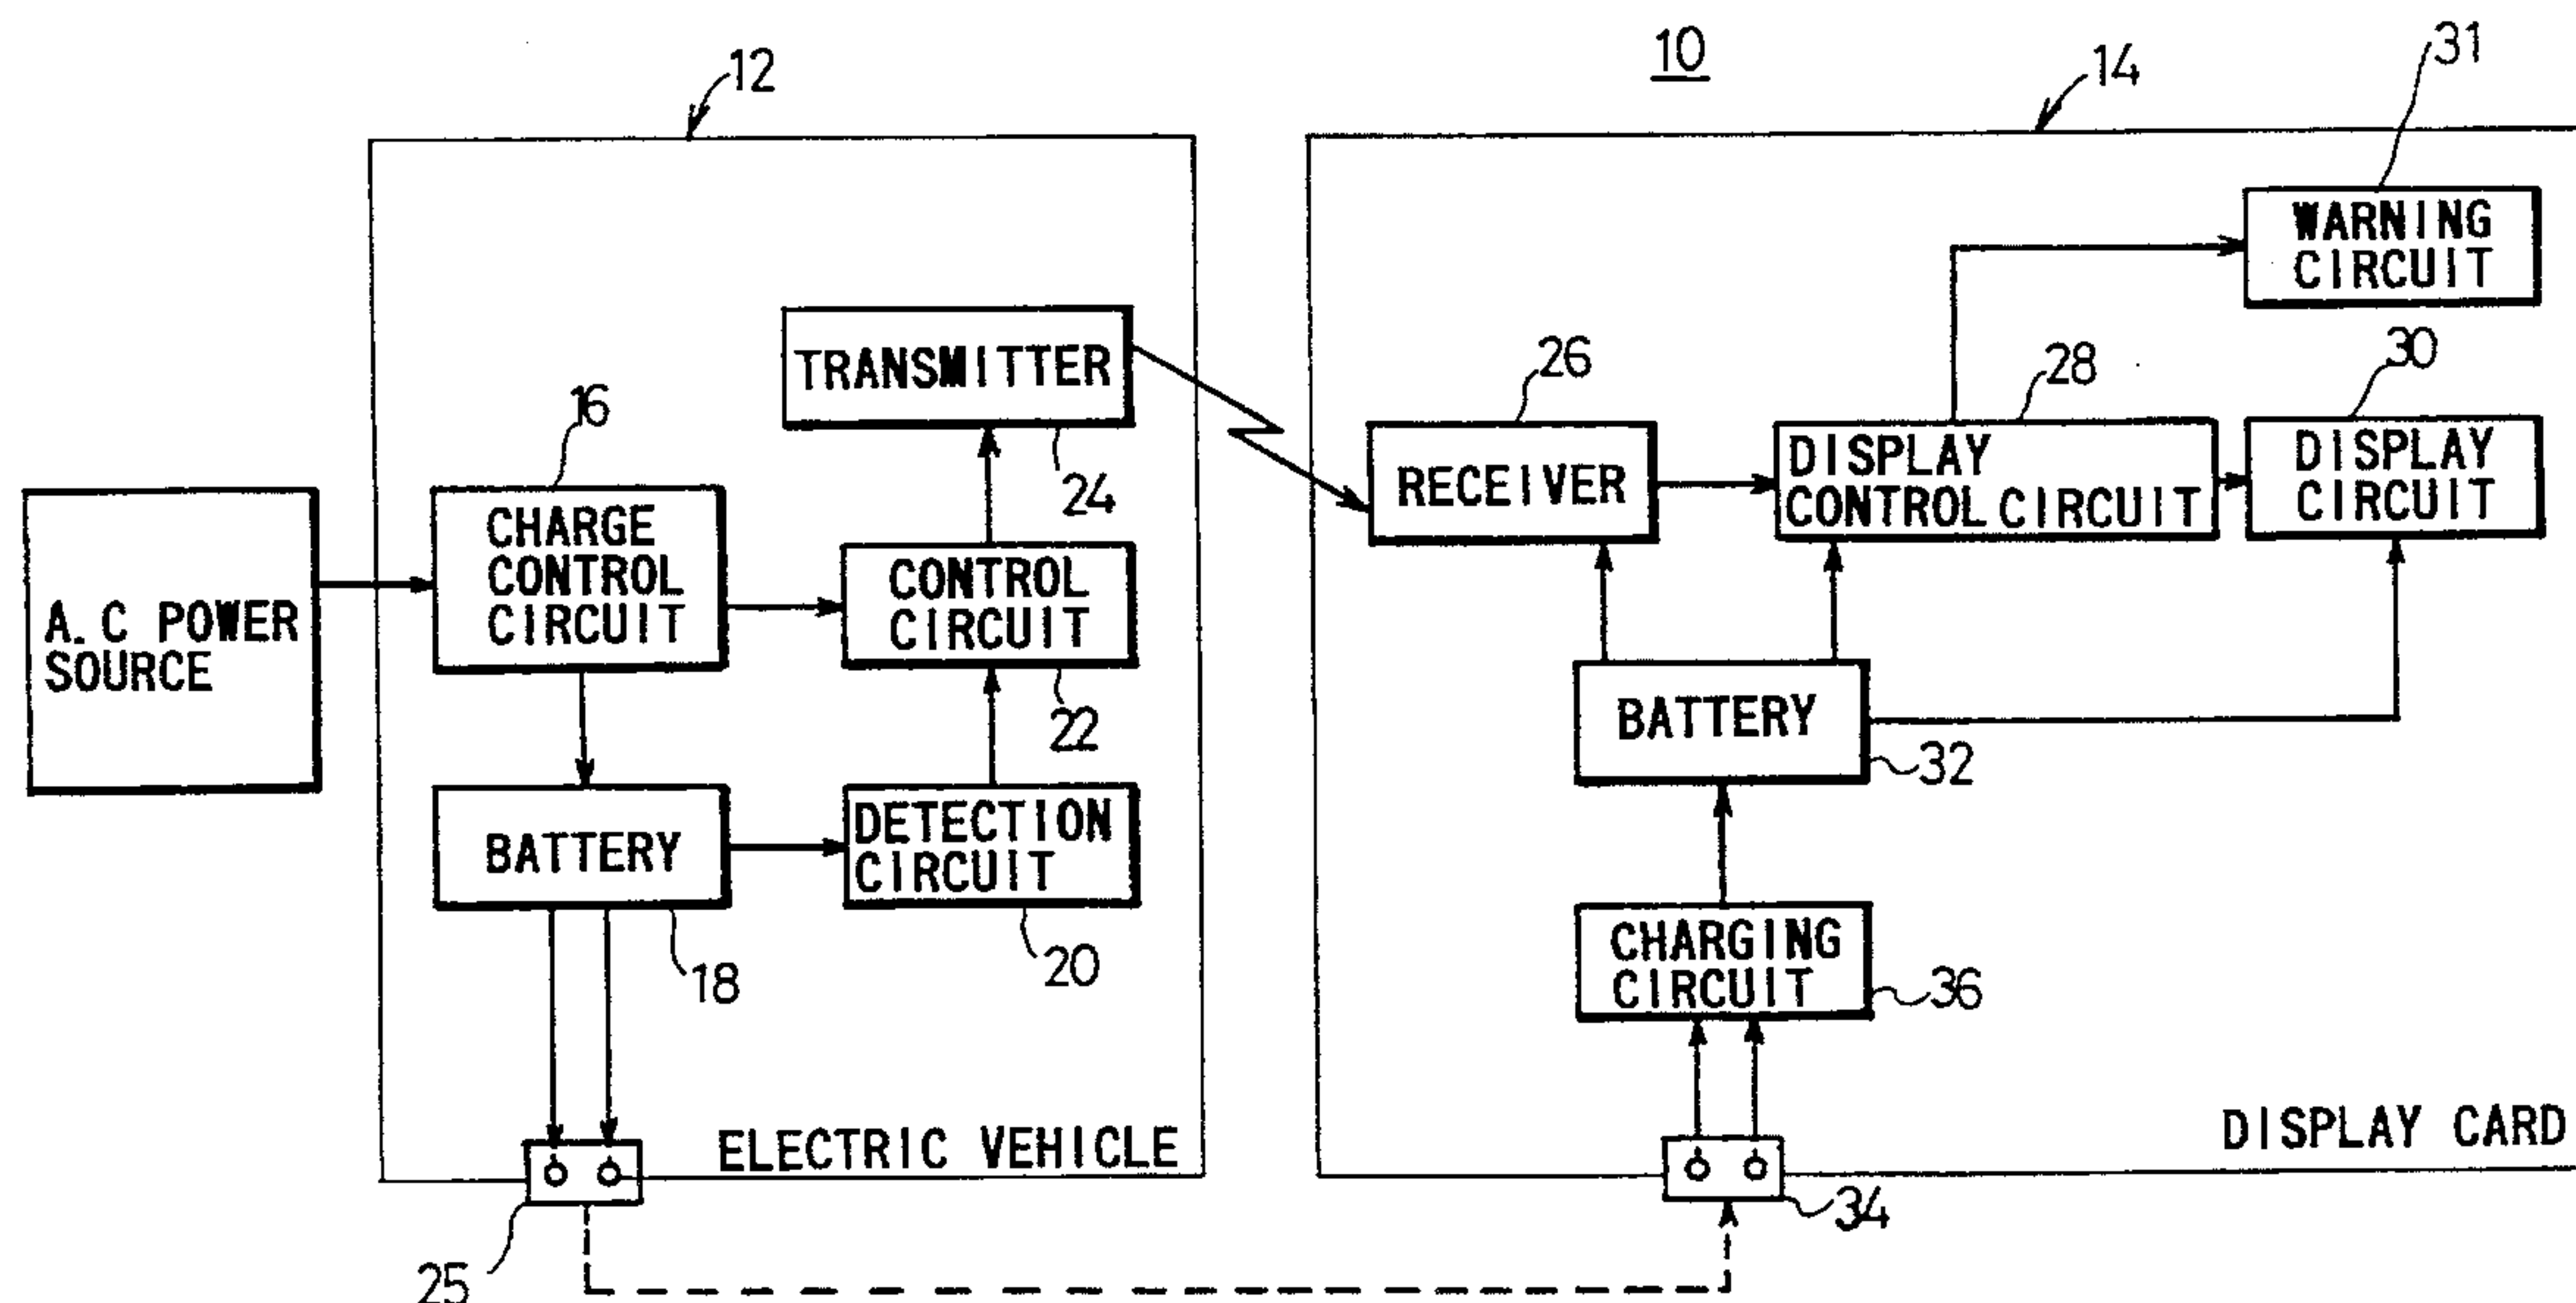 10
12
14
31
WARNING
CIRCUIT
TRANSMITTER
24
16
CHARGE
CONTROL
CIRCUIT
A.C POWER
SOURCE
CONTROL
CIRCUIT
22
BATTERY
18
DETECTION
CIRCUIT
20
ELECTRIC VEHICLE
25
26
RECEIVER
28
DISPLAY
CONTROL CIRCUIT
30
DISPLAY
CIRCUIT
BATTERY
32
CHARGING
CIRCUIT
36
34
DISPLAY CARD